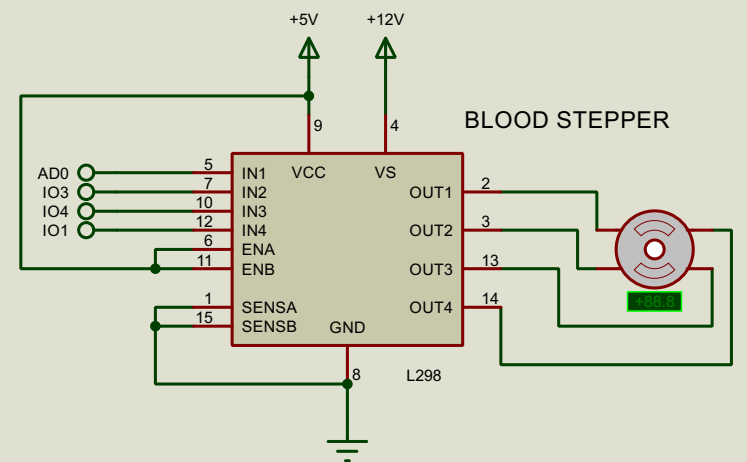 +5V +12V
BLOOD STEPPER
9 4
VCC VS
AD0 5 IN1
IO3 7 IN2
OUT1 2
IO4 10 IN3
IO1 12 IN4
OUT2 3
6 ENA
11 ENB
OUT3 13
1 SENSA
OUT4 14
15 SENSB
GND
+88.8
8
L298